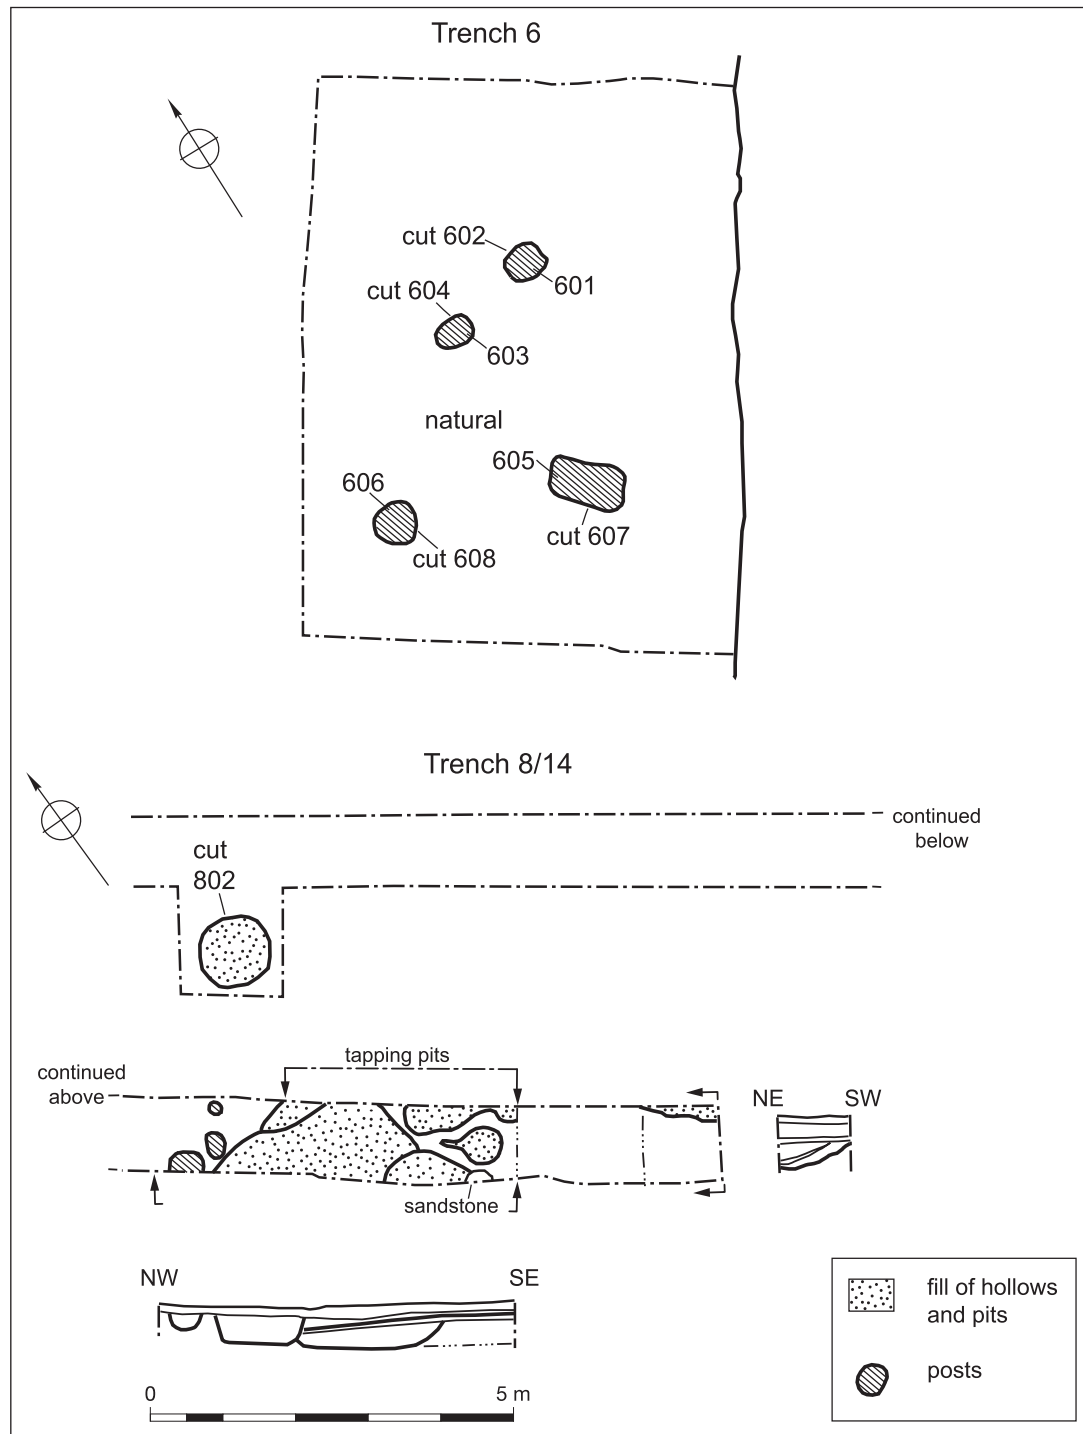 Trench 6
cut 602
601
cut 604
603
natural
605
606
cut 607
cut 608
Trench 8/14
continued
below
cut
802
tapping pits
continued
above
NE
SW
sandstone
NW
SE
fill of hollows
and pits
posts
0
5 m